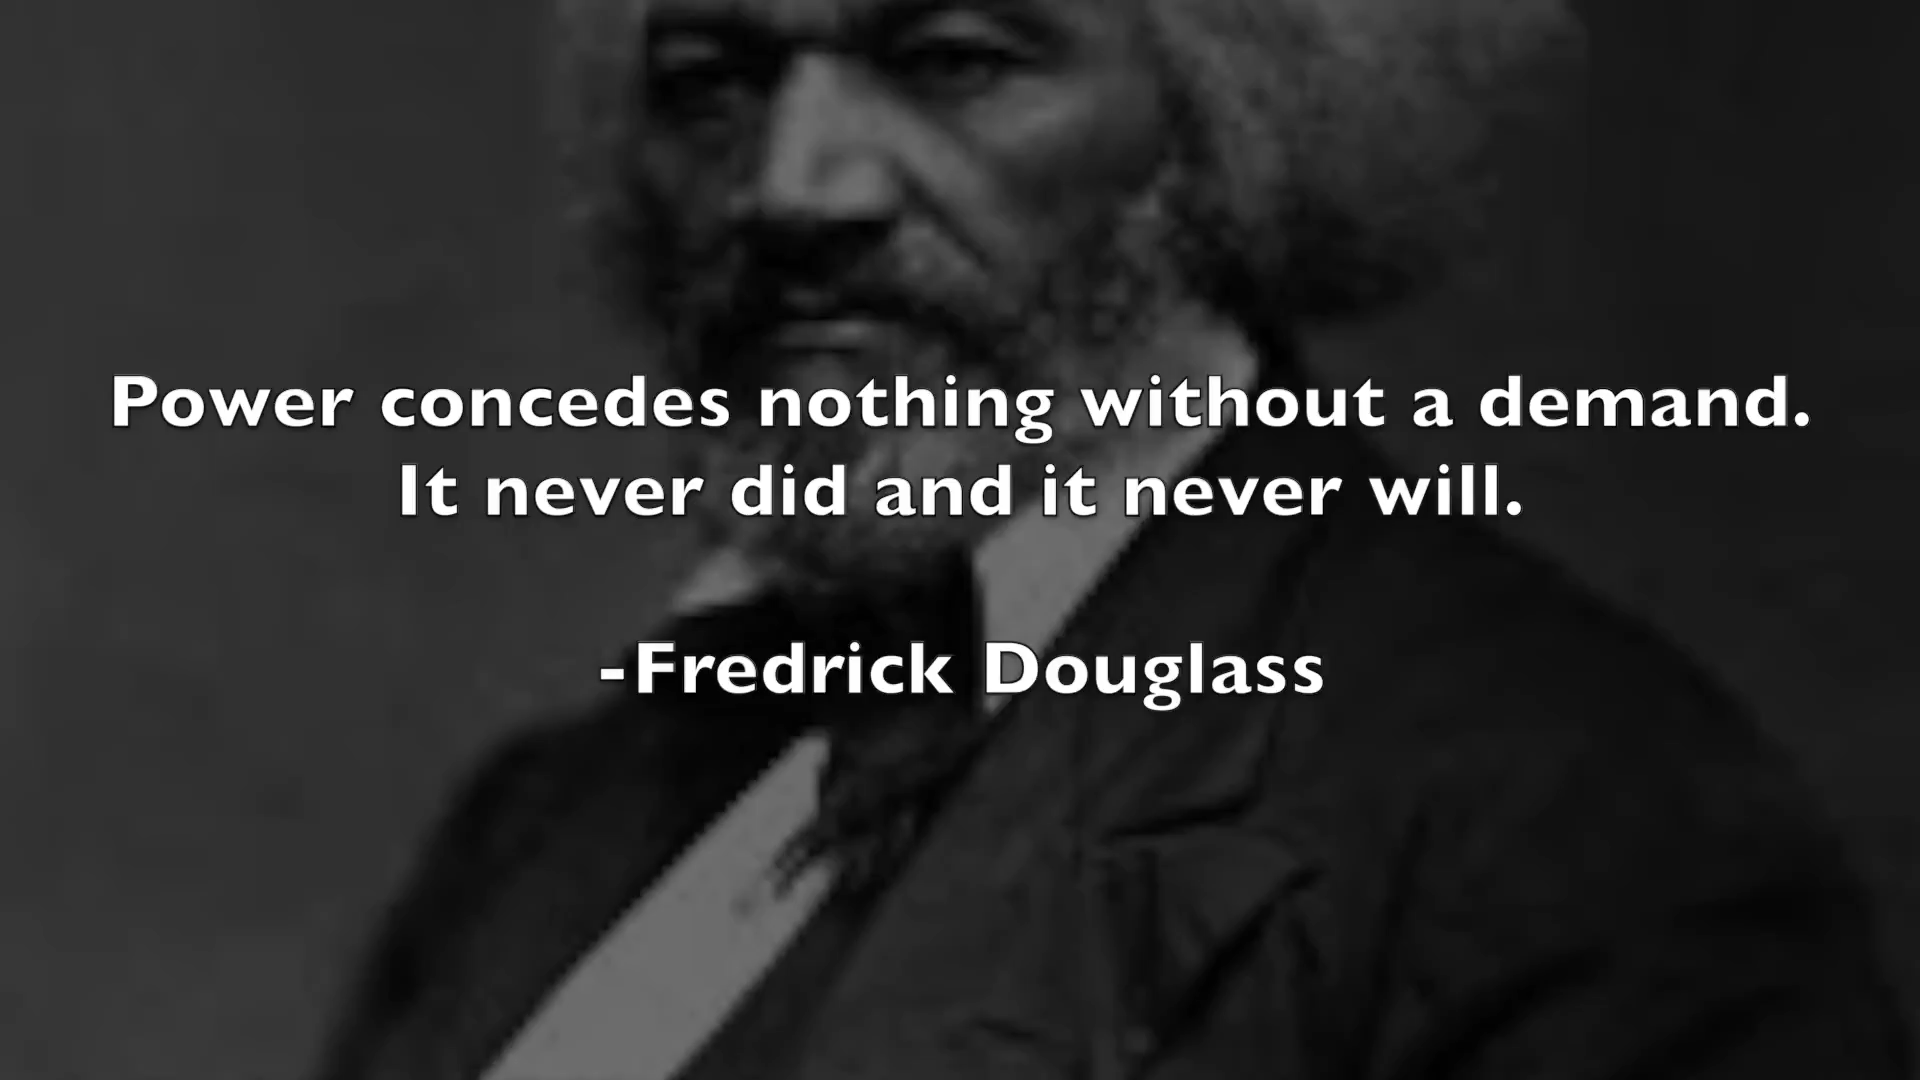 Power concedes nothing without a demand.
It never did and it never will.
-Fredrick Douglass